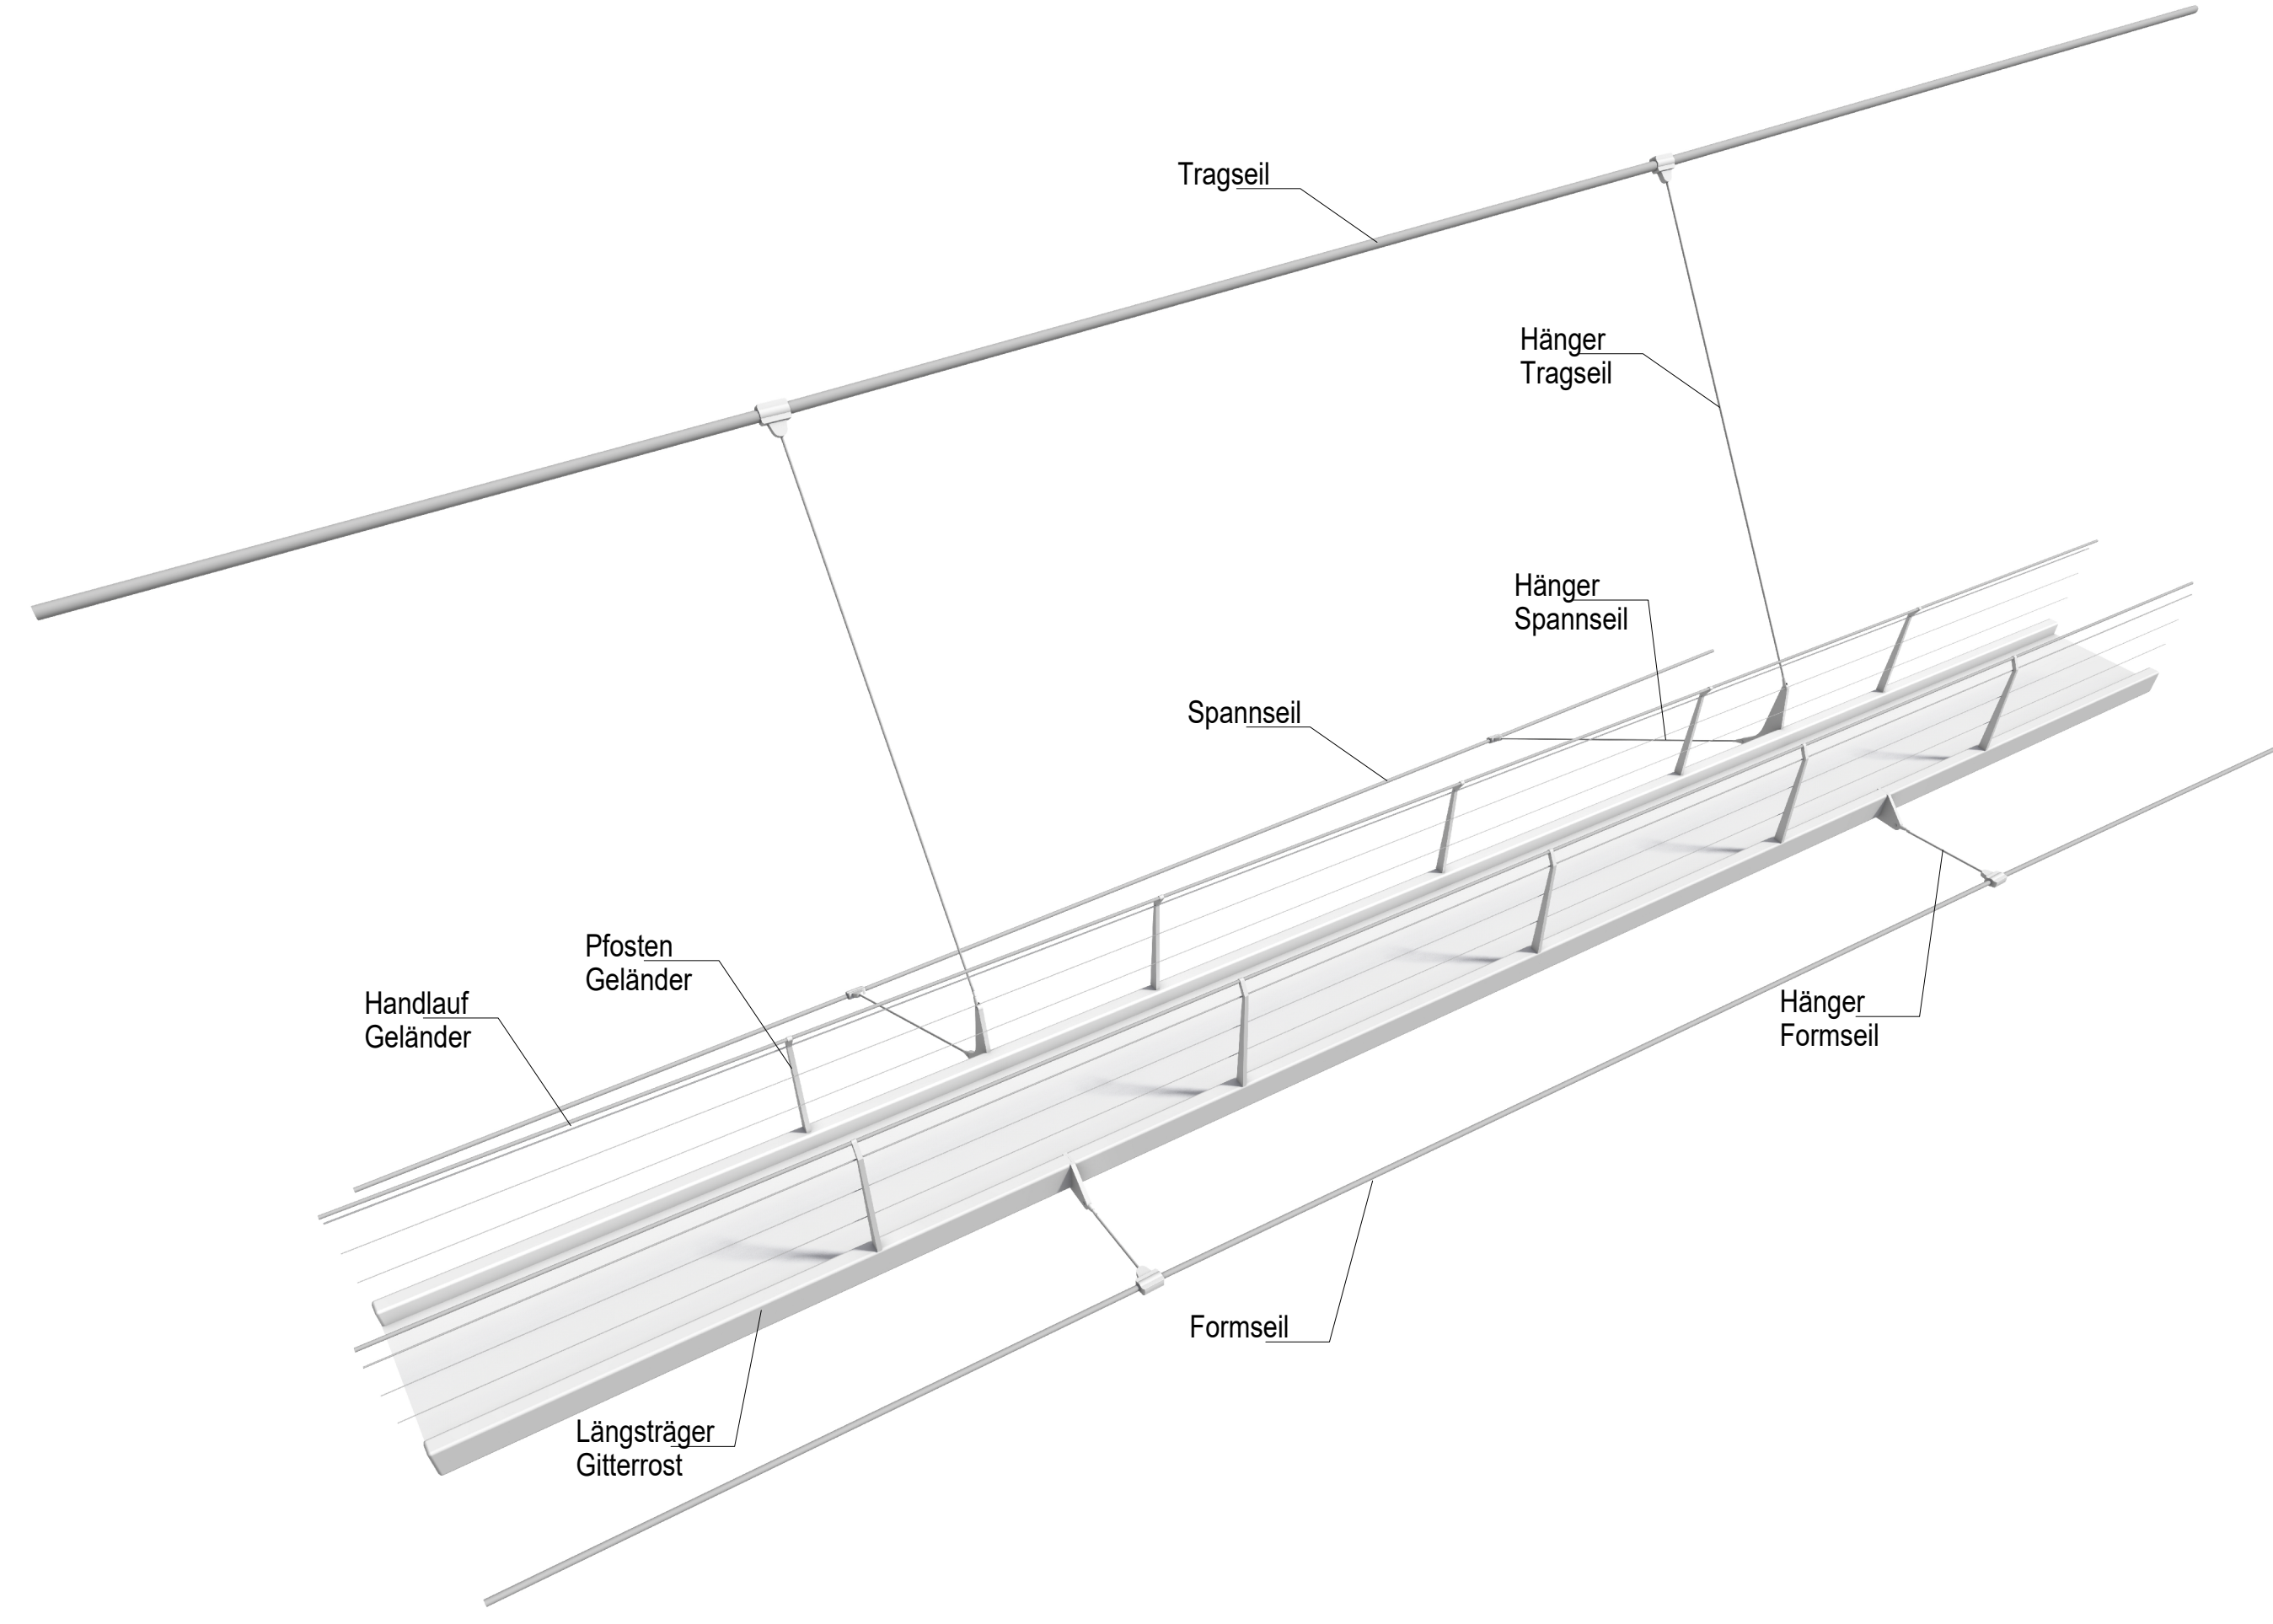 Tragseil
Hänger
Tragseil
Hänger
Spannseil
Spannseil
Pfosten
Geländer
Handlauf
Geländer
Hänger
Formseil
Formseil
Längsträger
Gitterrost